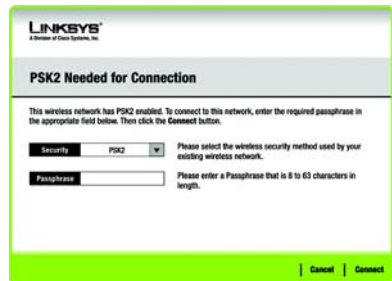 LINKSYS®
A Division of Cisco Systems, Inc.
PSK2 Needed for Connection
This wireless network has PSK2 enabled. To connect to this network, enter the required passphrase in
the appropriate field below. Then click the Connect button.
Security PSK2 Please select the wireless security method used by your
existing wireless network.
Passphrase Please enter a Passphrase that is 8 to 63 characters in
length.
Cancel Connect